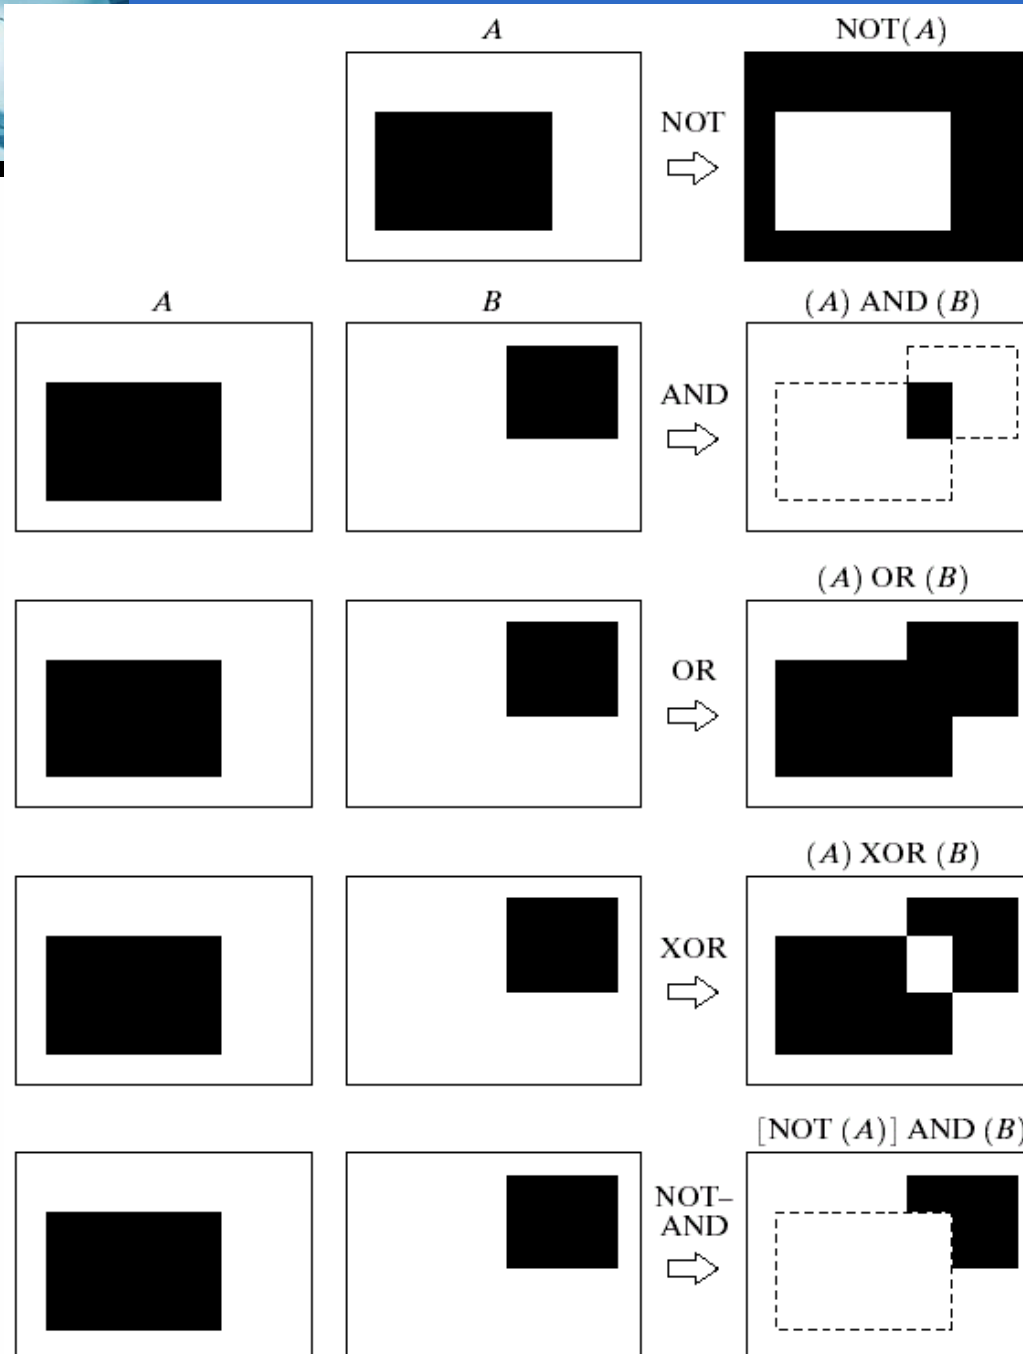 A
NOT(A)
NOT
A
B
(A) AND (B)
AND
(A) OR (B)
OR
(A) XOR (B)
XOR
[NOT (A)] AND (B)
NOT–
AND